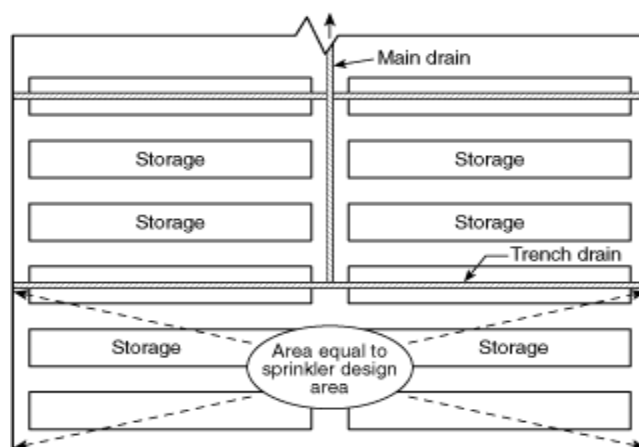 Main drain
Storage
Storage
Storage
Storage
Trench drain
Storage
Area equal to
sprinkler design
area
Storage